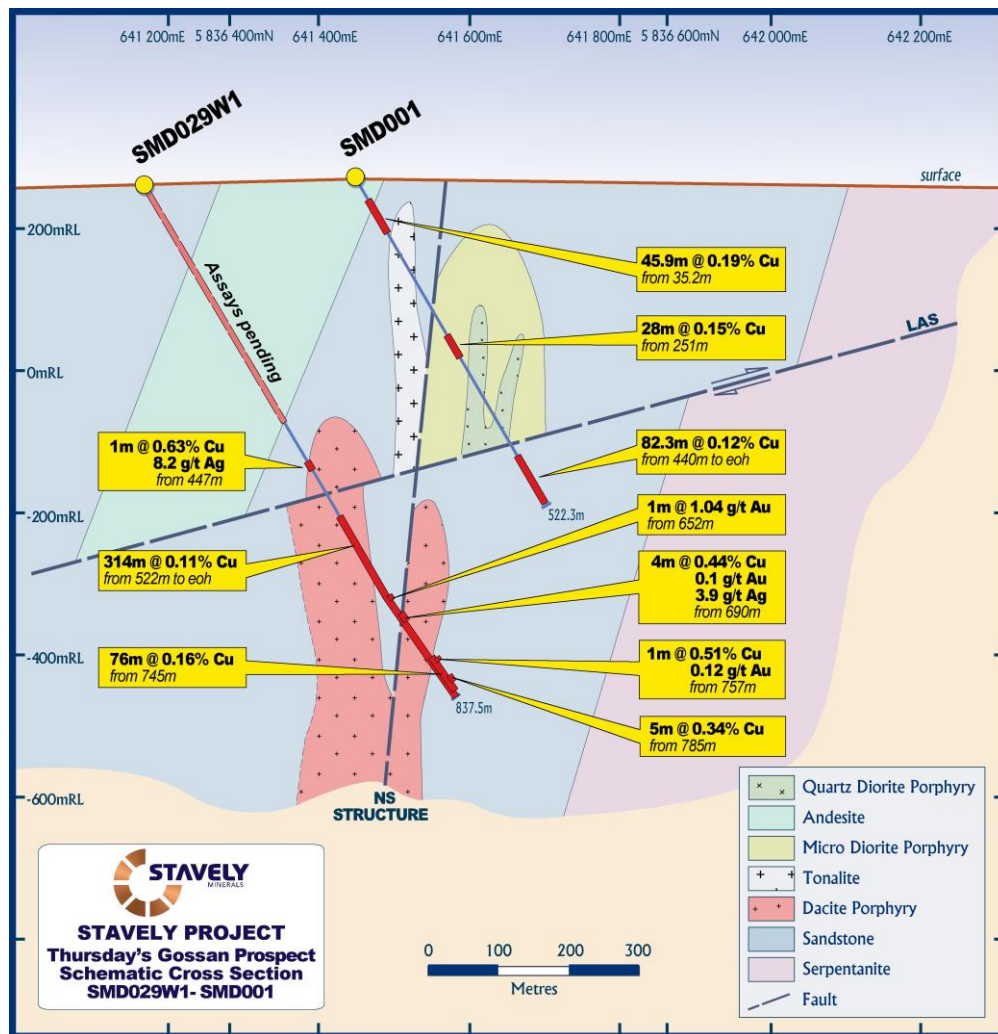 641 200mE 5 836 400mN 641 400mE 641 600mE 641 800mE 5 836 600mN 642 000mE 642 200mE
SMD029W1
SMD001
surface
200mRL
0mRL
-200mRL
-400mRL
-600mRL
Assays pending
LAS
45.9m @ 0.19% Cu
from 35.2m
28m @ 0.15% Cu
from 251m
82.3m @ 0.12% Cu
from 440m to eoh
522.3m
1m @ 0.63% Cu
8.2 g/t Ag
from 447m
1m @ 1.04 g/t Au
from 652m
314m @ 0.11% Cu
from 522m to eoh
4m @ 0.44% Cu
0.1 g/t Au
3.9 g/t Ag
from 690m
76m @ 0.16% Cu
from 745m
1m @ 0.51% Cu
0.12 g/t Au
from 757m
837.5m
5m @ 0.34% Cu
from 785m
NS
STRUCTURE
Quartz Diorite Porphyry
Andesite
Micro Diorite Porphyry
Tonalite
Dacite Porphyry
Sandstone
Serpentanite
Fault
STAVELY
MINERALS
STAVELY PROJECT
Thursday's Gossan Prospect
Schematic Cross Section
SMD029W1- SMD001
0 100 200 300
Metres